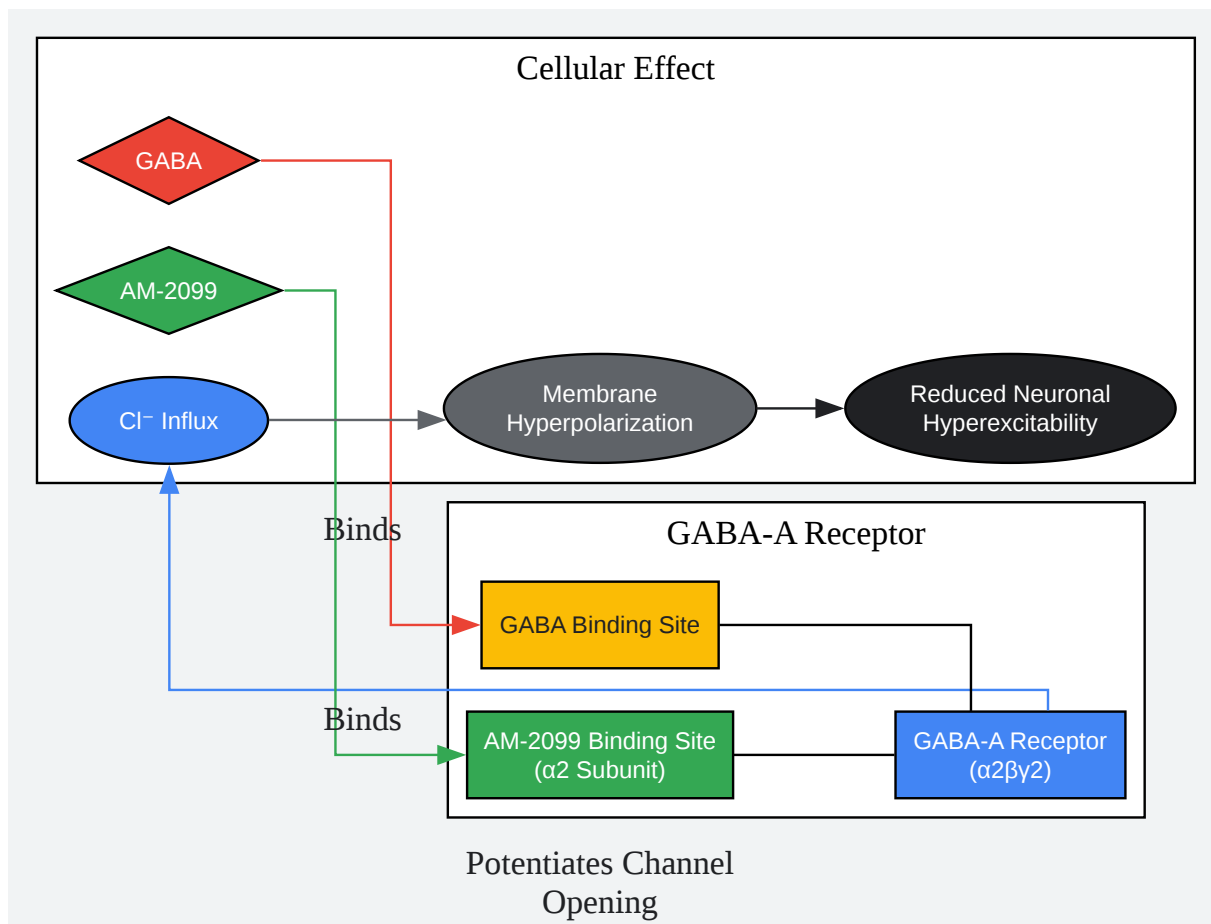 Cellular Effect
GABA
AM-2099
Cl⁻ Influx
Membrane
Hyperpolarization
Reduced Neuronal
Hyperexcitability
Binds
GABA-A Receptor
GABA Binding Site
Binds
AM-2099 Binding Site
(α2 Subunit)
GABA-A Receptor
(α2βγ2)
Potentiates Channel
Opening